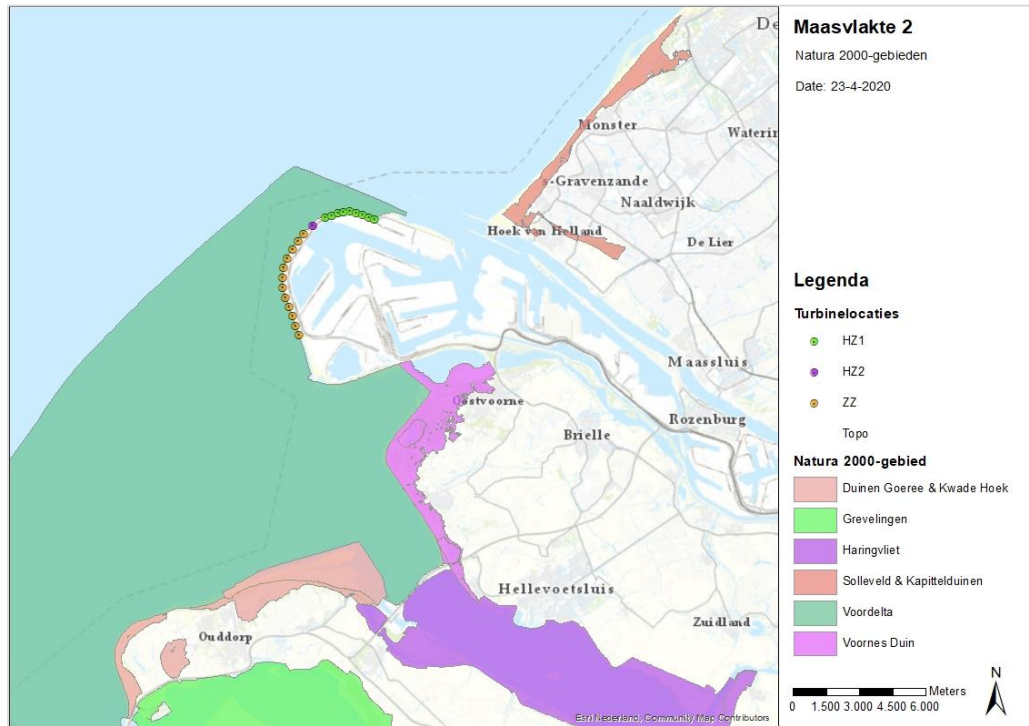 De
Monster
Waterin
s-Gravenzande
Naaldwijk
Hoek van Holland
De Lier
Maassluis
Oostvoorne
Rozenburg
Brielle
Hellevoetsluis
Zuidland
Ouddorp
Esri Nederland, Community Map Contributors
Maasvlakte 2
Natura 2000-gebieden
Date: 23-4-2020
Legenda
Turbinelocaties
HZ1
HZ2
ZZ
Topo
Natura 2000-gebied
Duinen Goeree & Kwade Hoek
Grevelingen
Haringvliet
Solleveld & Kapittelduinen
Voordelta
Voornes Duin
N
Meters
0 1.500 3.000 4.500 6.000